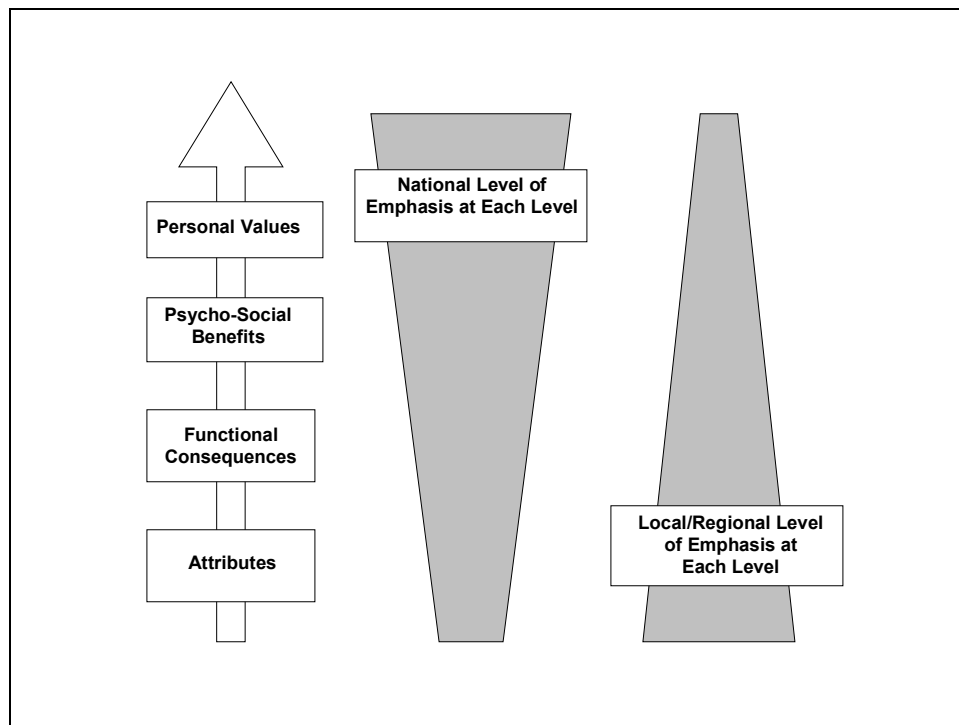 Personal Values
Psycho-Social
Benefits
Functional
Consequences
Attributes
National Level of
Emphasis at Each Level
Local/Regional Level
of Emphasis at
Each Level